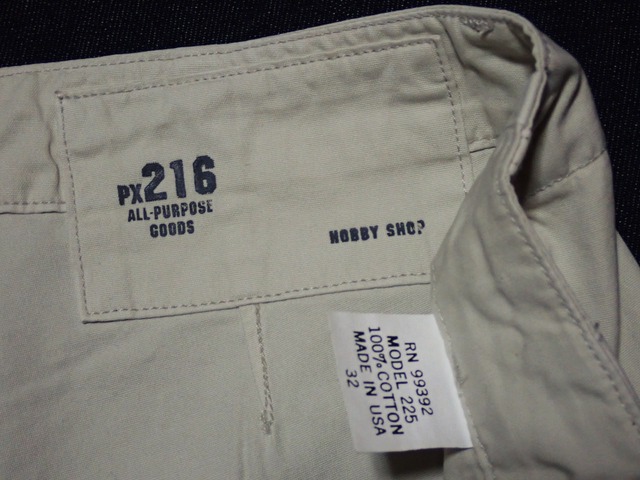 PX216
ALL-PURPOSE
GOODS
HOBBY SHOP
RN 99392
MODEL 225
100% COTTON
MADE IN USA
32